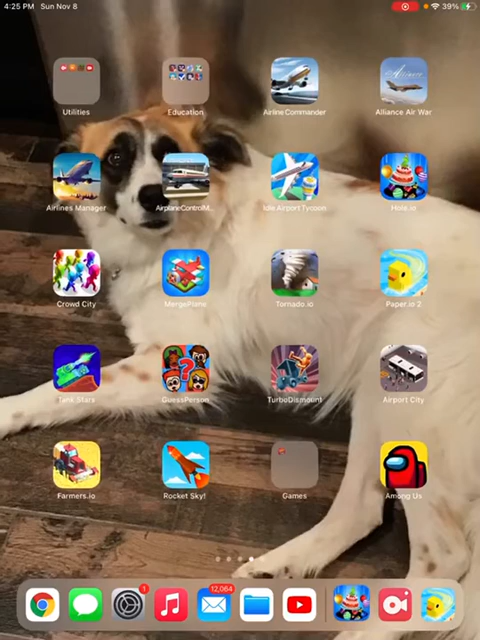 4:25 PM Sun Nov 8
39%
Utilities
Education
Airline Commander
Alliance Air War
Airlines Manager
AirplaneControlM...
Idle Airport Tycoon
Hole.io
Crowd City
MergePlane
Tornado.io
Paper.io 2
Tank Stars
GuessPerson
TurboDismount
Airport City
Farmers.io
Rocket Sky!
Games
Among Us
1
12,064